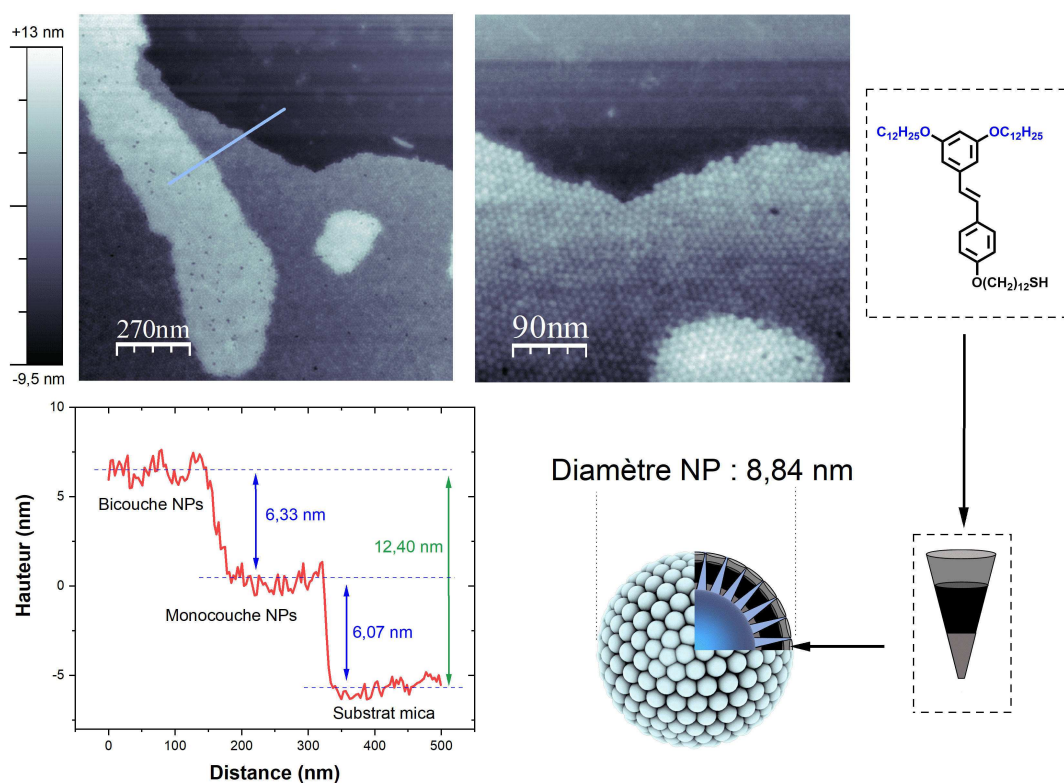 +13 nm
-9,5 nm
270nm
90nm
C12H25O
OC12H25
O(CH2)12SH
10
5
0
-5
Hauteur (nm)
Bicouche NPs
6,33 nm
12,40 nm
Monocouche NPs
6,07 nm
Substrat mica
0
100
200
300
400
500
Distance (nm)
Diamètre NP : 8,84 nm